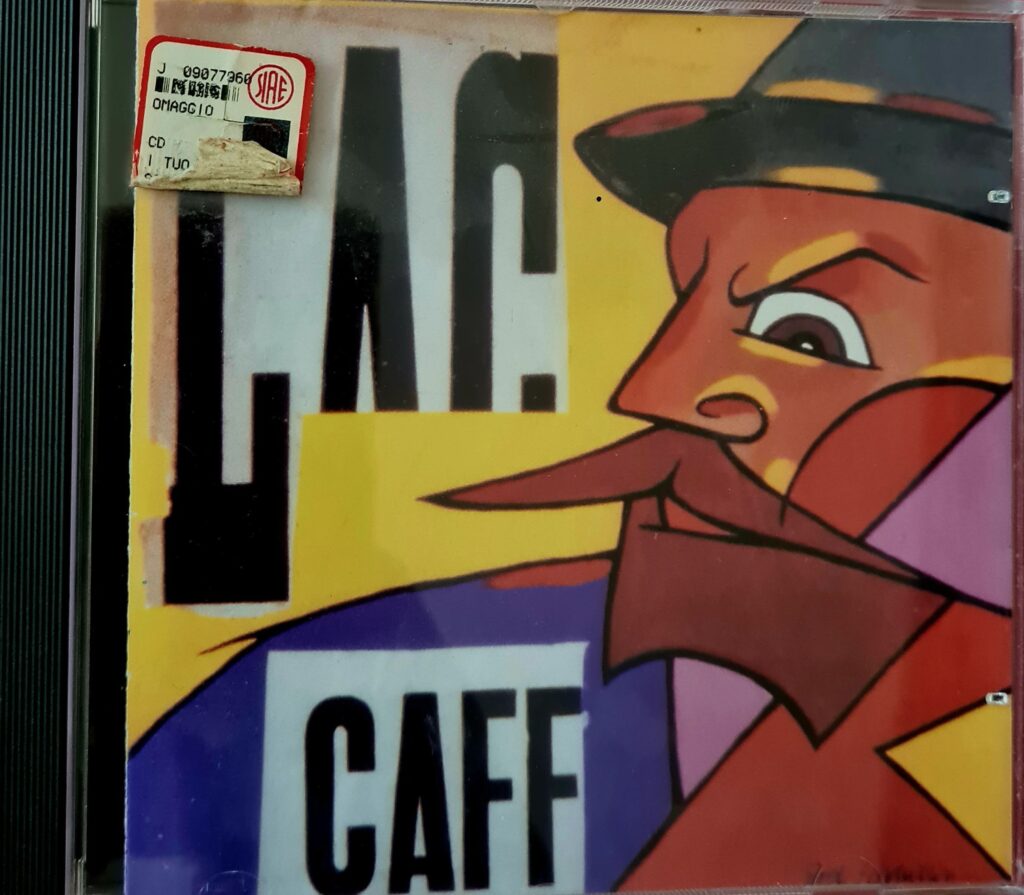 J 09077960
SIAE
OMAGGIO
CD
I TUO
LAC
CAFF